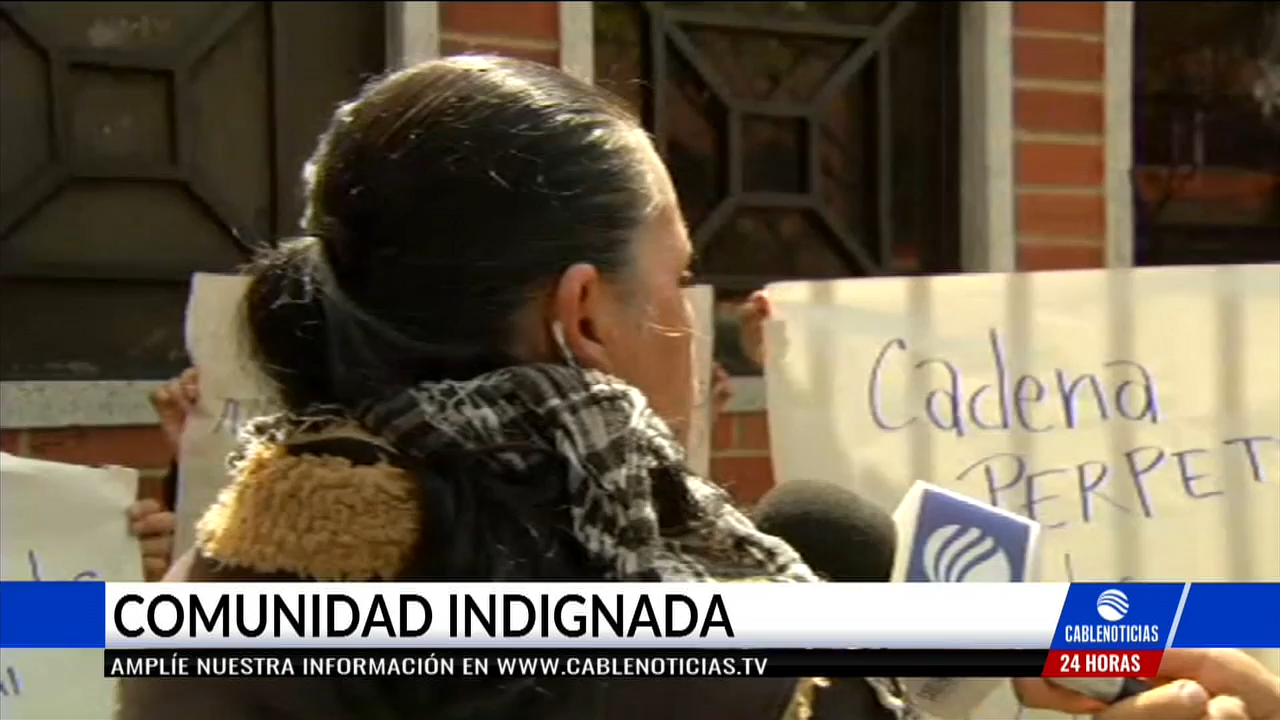 Cadena
PERPET
COMUNIDAD INDIGNADA
AMPLÍE NUESTRA INFORMACIÓN EN WWW.CABLENOTICIAS.TV
CABLENOTICIAS
24 HORAS